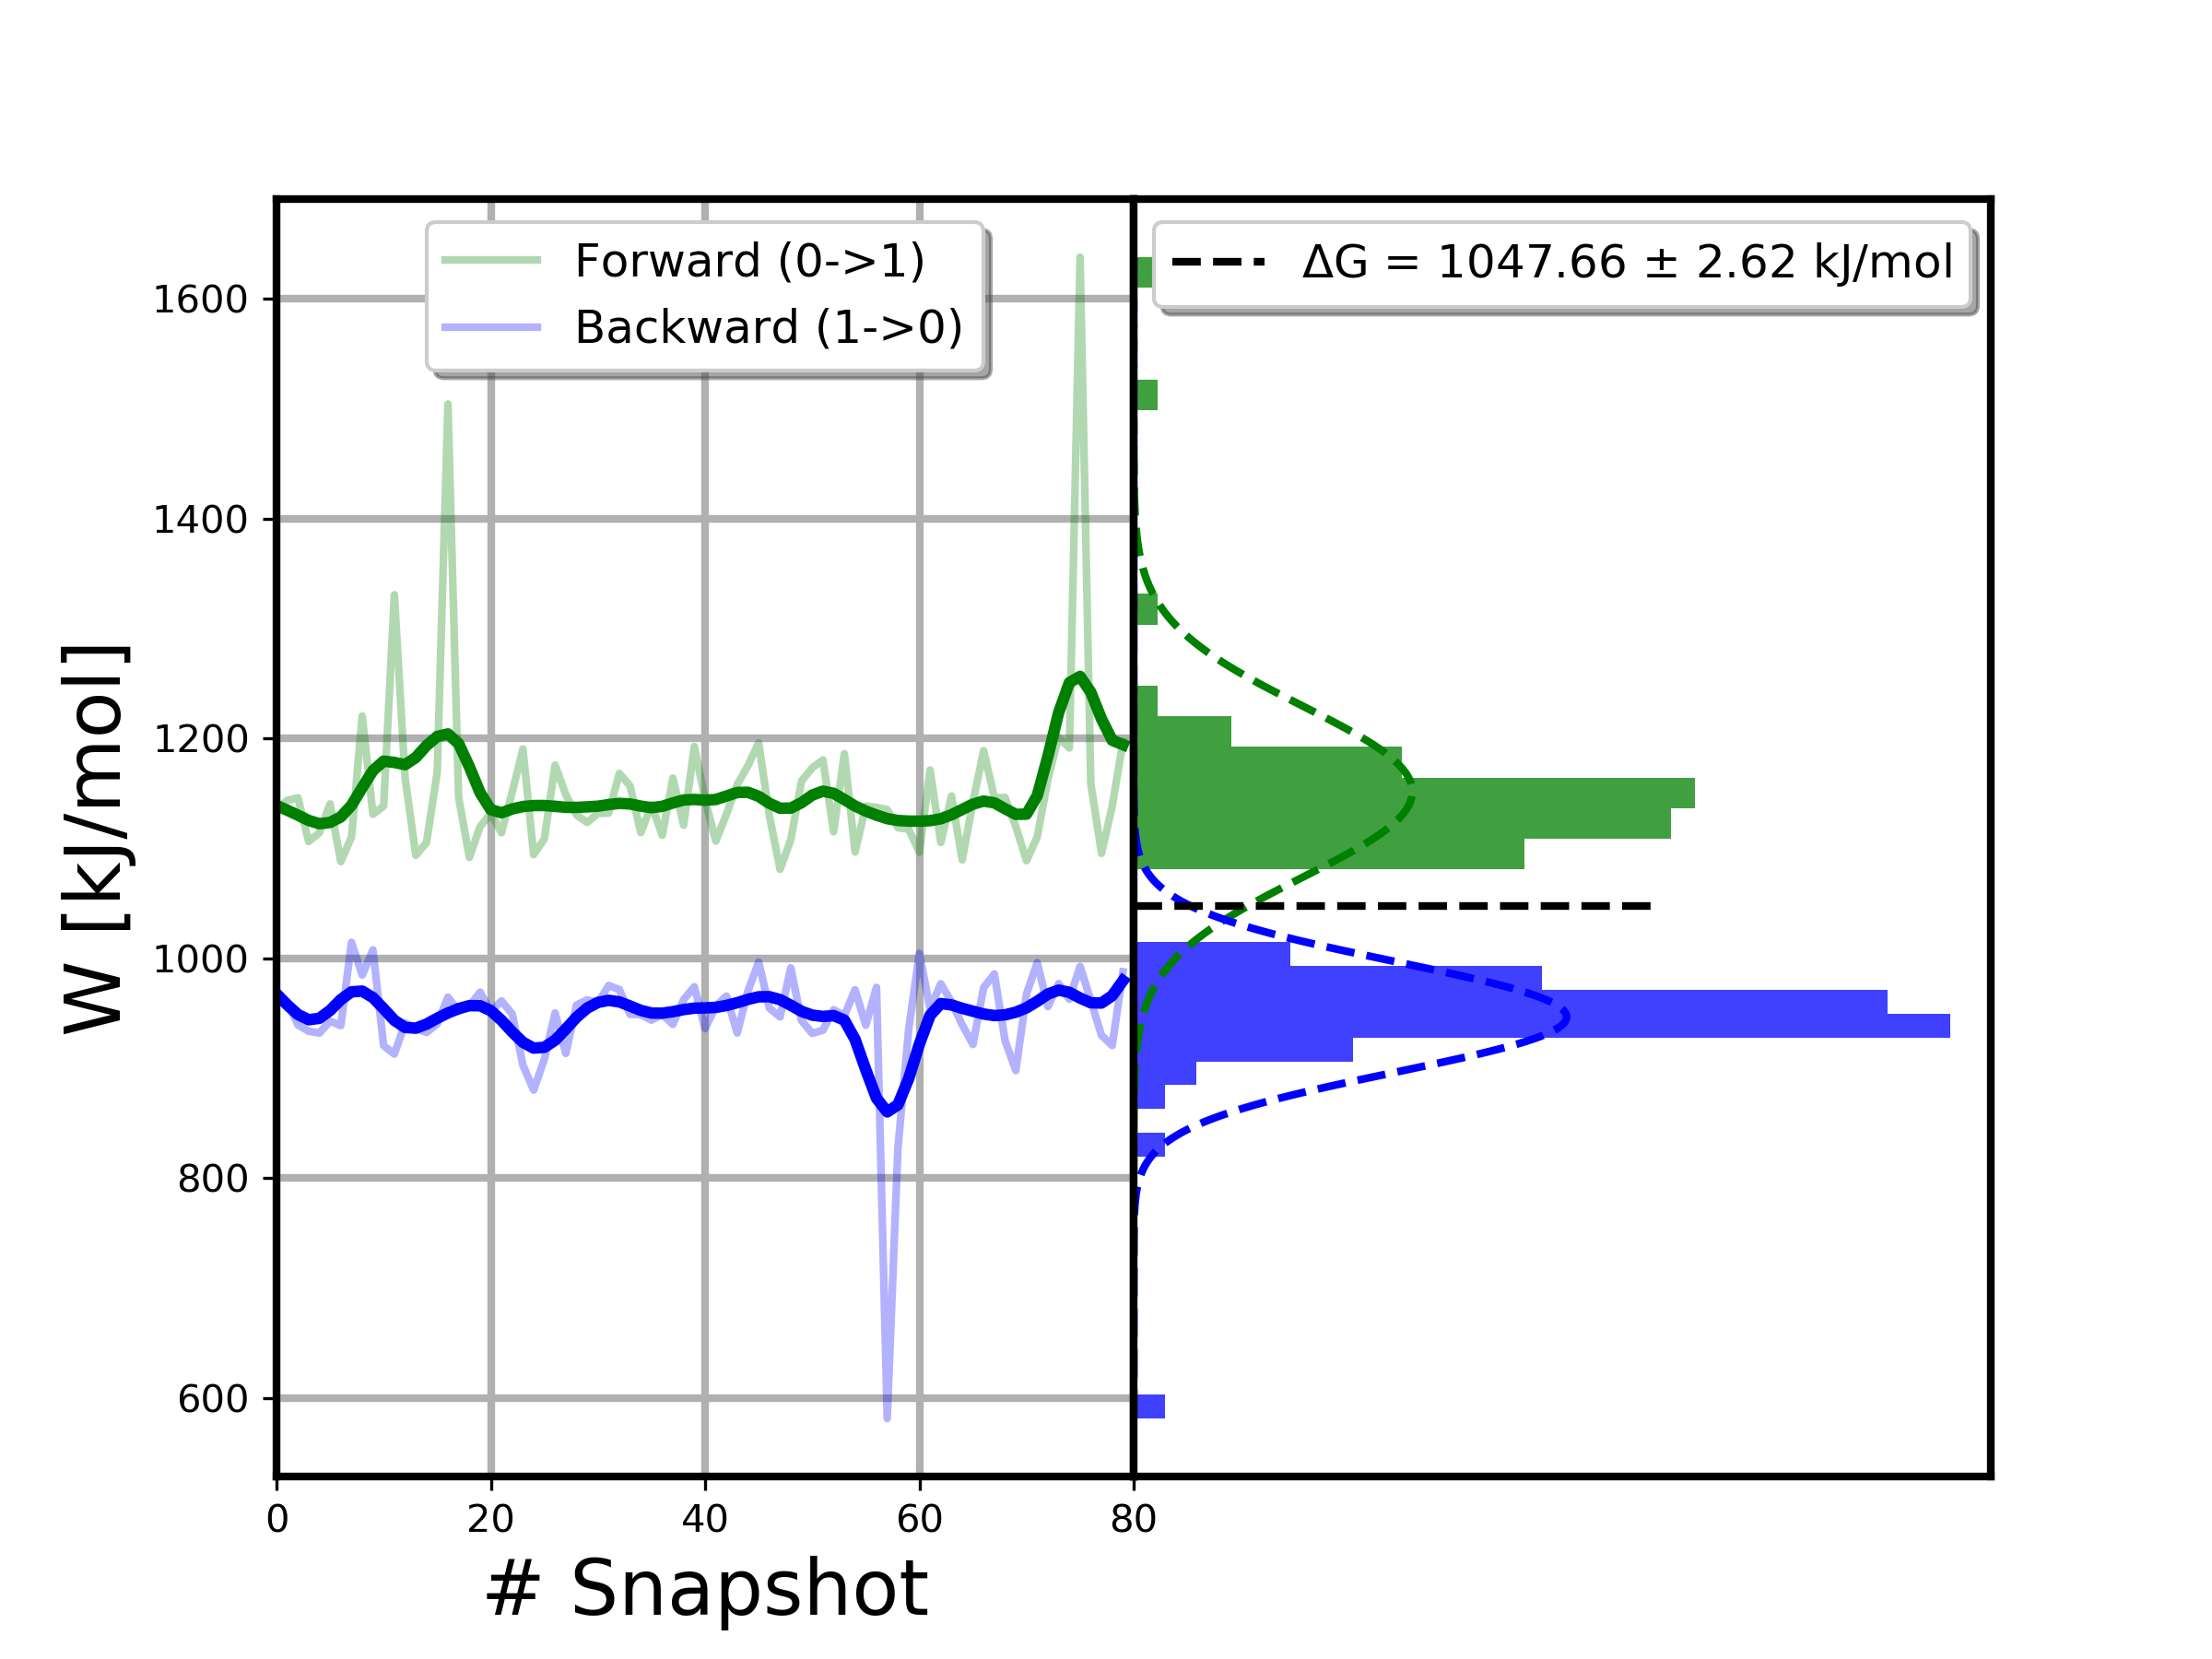 Forward (0->1)
Backward (1->0)
ΔG = 1047.66 ± 2.62 kJ/mol
W [kJ/mol]
1600
1400
1200
1000
800
600
0 20 40 60 80
# Snapshot